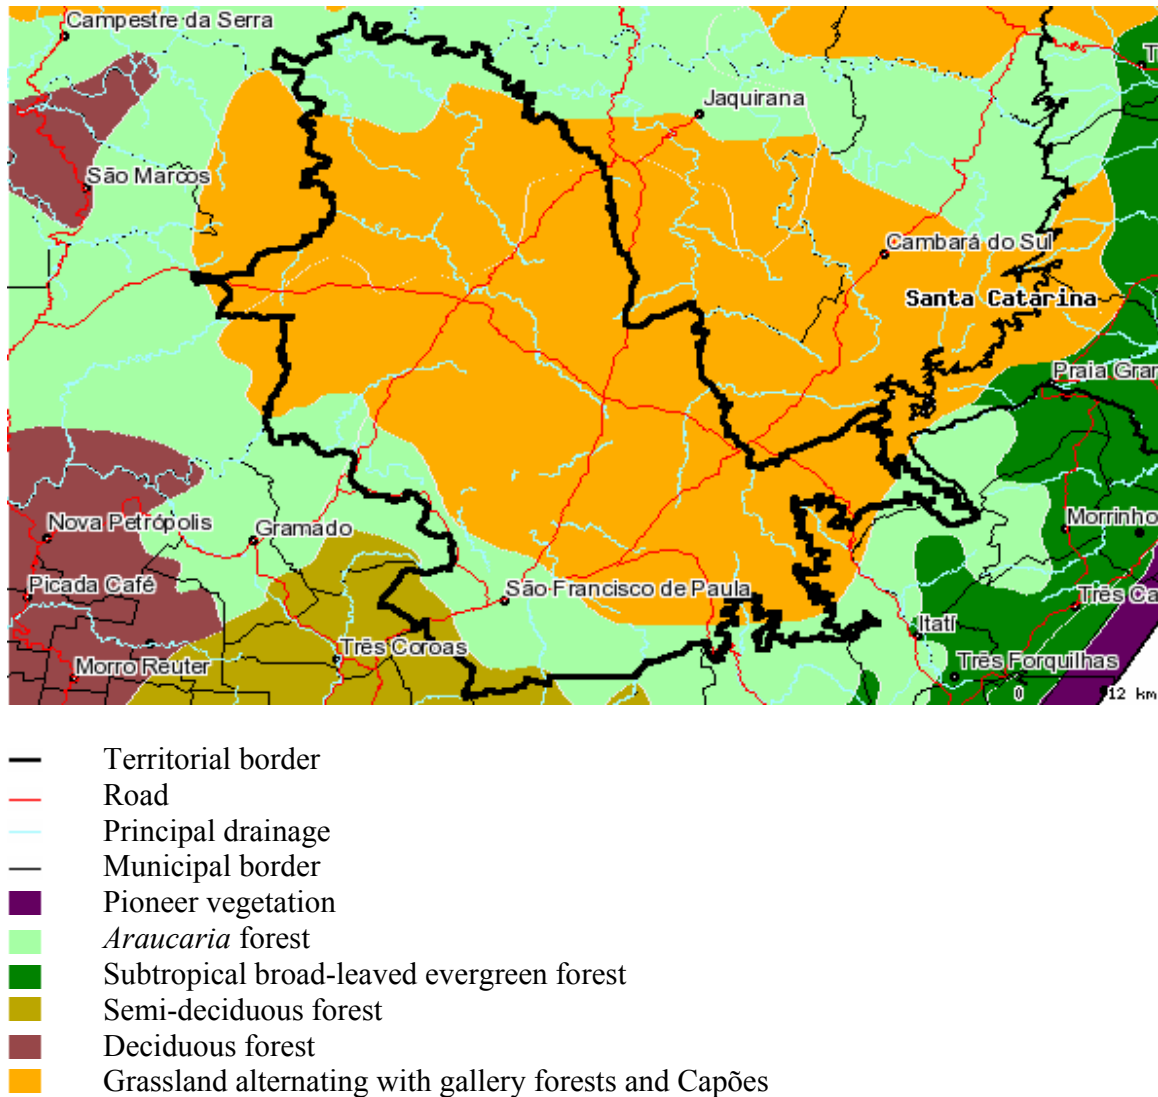 Campestre da Serra
T
Jaquirana
São Marcos
Cambará do Sul
Santa Catarina
Praia Gran
Nova Petrópolis
Gramado
Morrinho
Picada Café
São Francisco de Paula
Três Ca
Itatí
Três Coroas
Morro Reuter
Três Forquilhas
0 12 km
Territorial border
Road
Principal drainage
Municipal border
Pioneer vegetation
Araucaria forest
Subtropical broad-leaved evergreen forest
Semi-deciduous forest
Deciduous forest
Grassland alternating with gallery forests and Capões